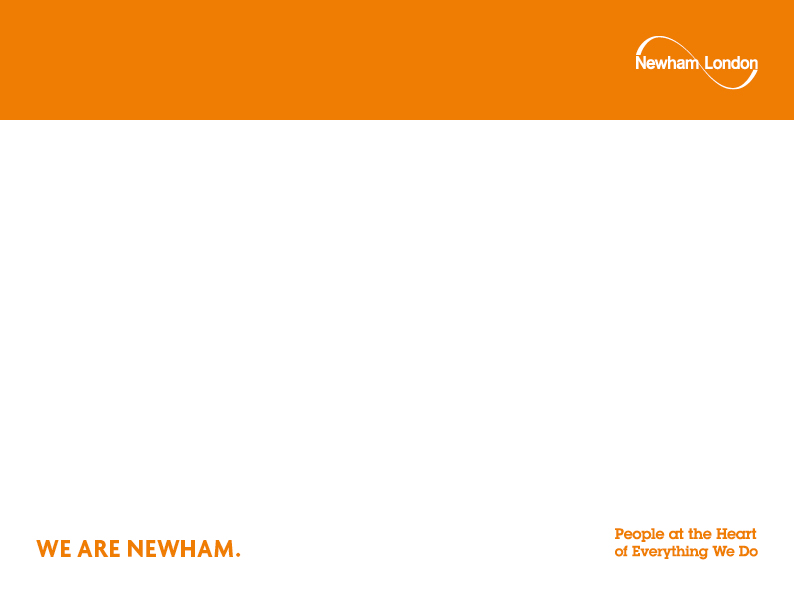 Newham London
WE ARE NEWHAM.
People at the Heart
of Everything We Do